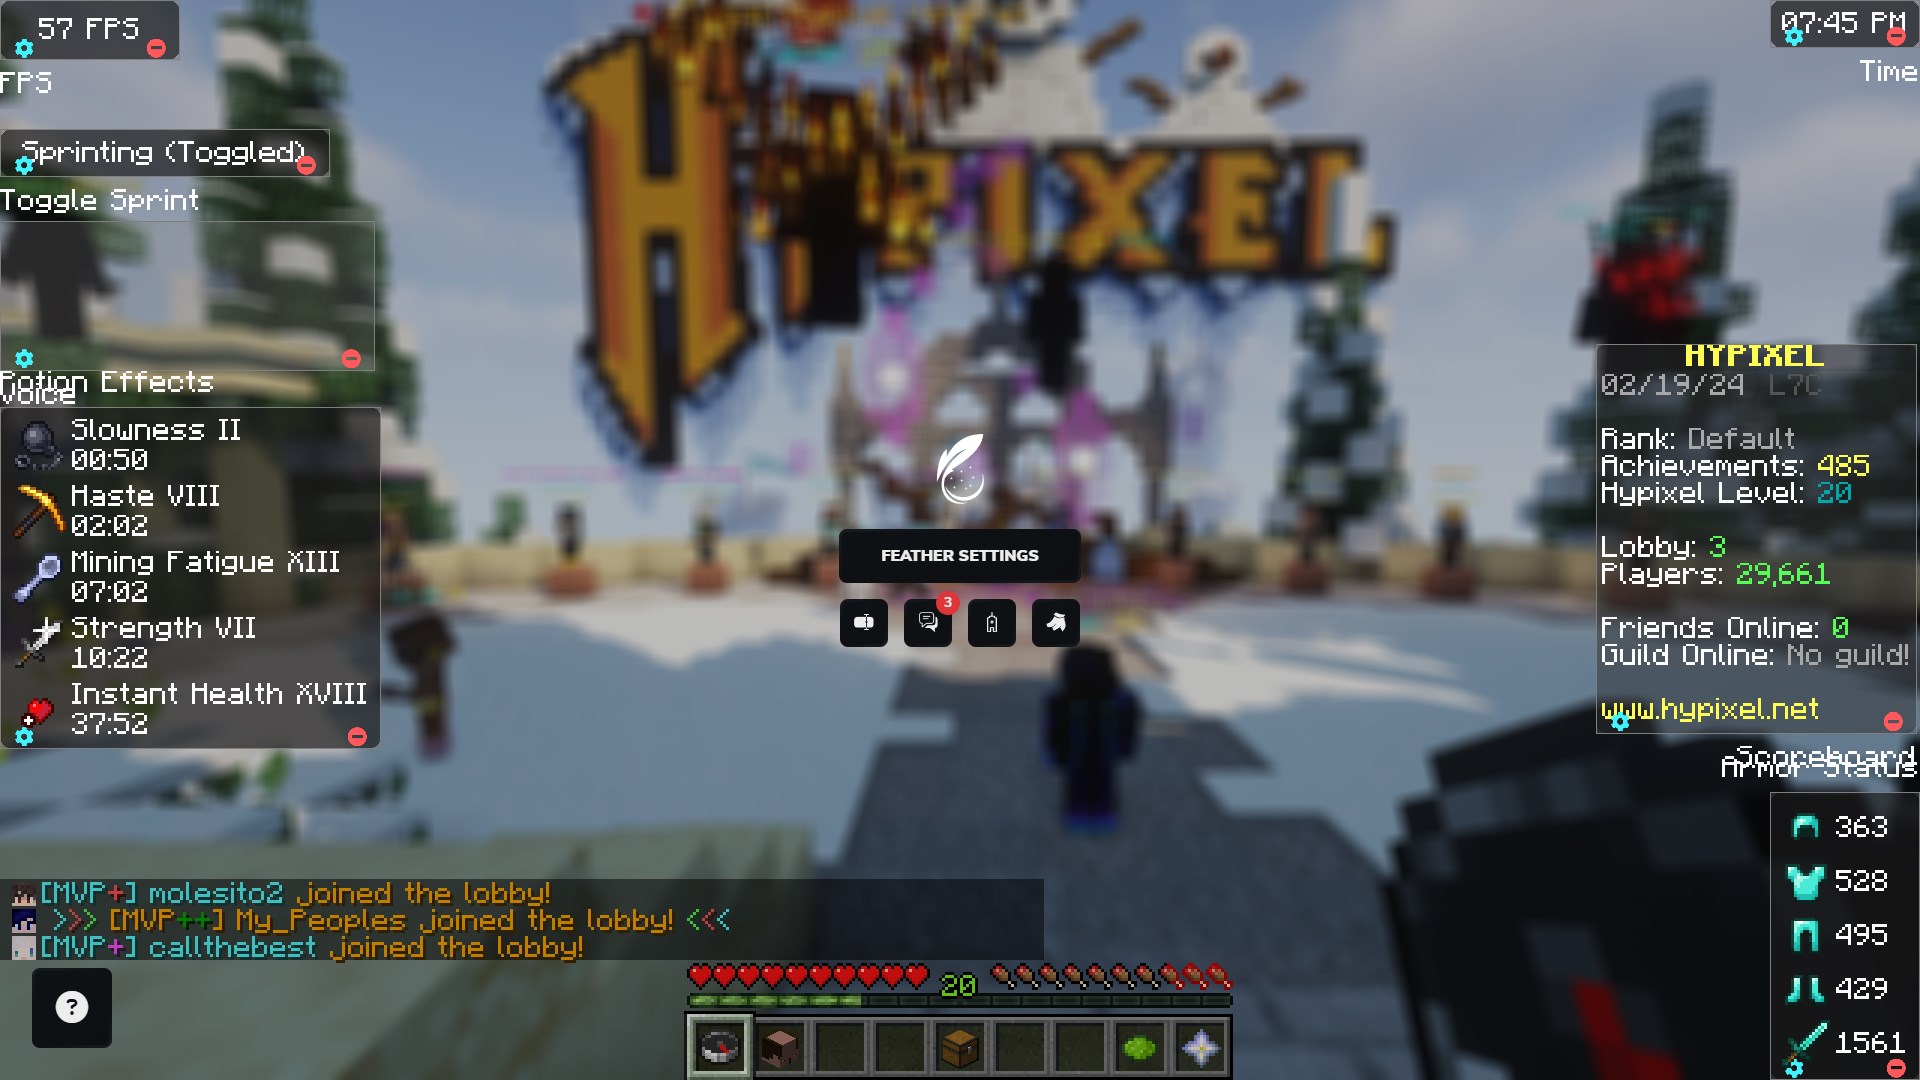 57 FPS
FPS
Sprinting (Toggled)
Toggle Sprint
Potion Effects
Voice
Slowness II
00:50
Haste VIII
02:02
Mining Fatigue XIII
07:02
Strength VII
10:22
Instant Health XVIII
37:52
HYPIXEL
FEATHER SETTINGS
3
07:45 PM
Time
HYPIXEL
02/19/24 L7C
Rank: Default
Achievements: 485
Hypixel Level: 20
Lobby: 3
Players: 29,661
Friends Online: 0
Guild Online: No guild!
www.hypixel.net
Scoreboard
Armor Status
363
528
495
429
1561
[MVP+] molesito2 joined the lobby!
>>> [MVP++] My_Peoples joined the lobby! <<<
[MVP+] callthebest joined the lobby!
?
20